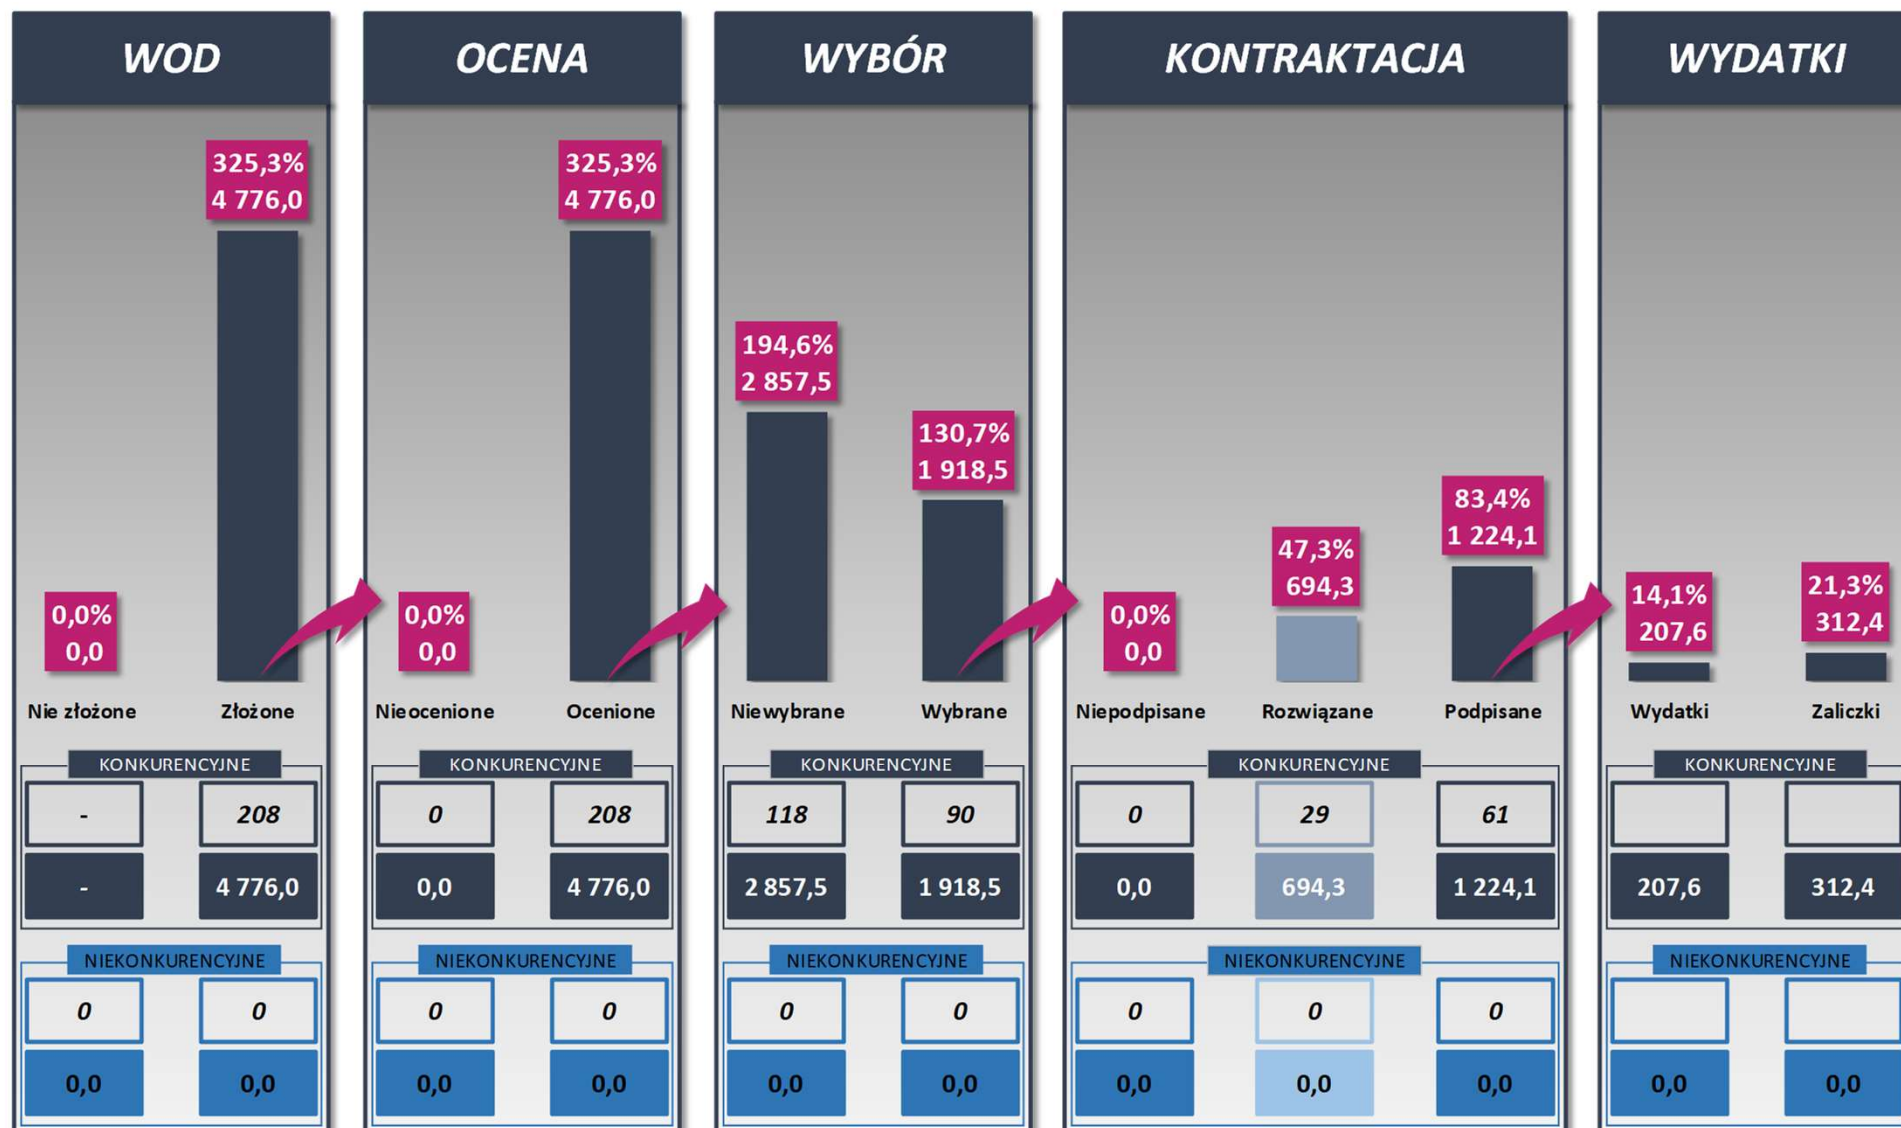 WOD
325,3%
4 776,0
0,0%
0,0
Nie złożone Złożone
KONKURENCYJNE
- 208
- 4 776,0
NIEKONKURENCYJNE
0 0
0,0 0,0
OCENA
325,3%
4 776,0
0,0%
0,0
Nieocenione Ocenione
KONKURENCYJNE
0 208
0,0 4 776,0
NIEKONKURENCYJNE
0 0
0,0 0,0
WYBÓR
194,6%
2 857,5
130,7%
1 918,5
Niewybrane Wybrane
KONKURENCYJNE
118 90
2 857,5 1 918,5
NIEKONKURENCYJNE
0 0
0,0 0,0
KONTRAKTACJA
0,0%
0,0
47,3%
694,3
83,4%
1 224,1
Niepodpisane Rozwiązane Podpisane
KONKURENCYJNE
0 29 61
0,0 694,3 1 224,1
NIEKONKURENCYJNE
0 0 0
0,0 0,0 0,0
WYDATKI
14,1%
207,6
21,3%
312,4
Wydatki Zaliczki
KONKURENCYJNE
207,6 312,4
NIEKONKURENCYJNE
0,0 0,0